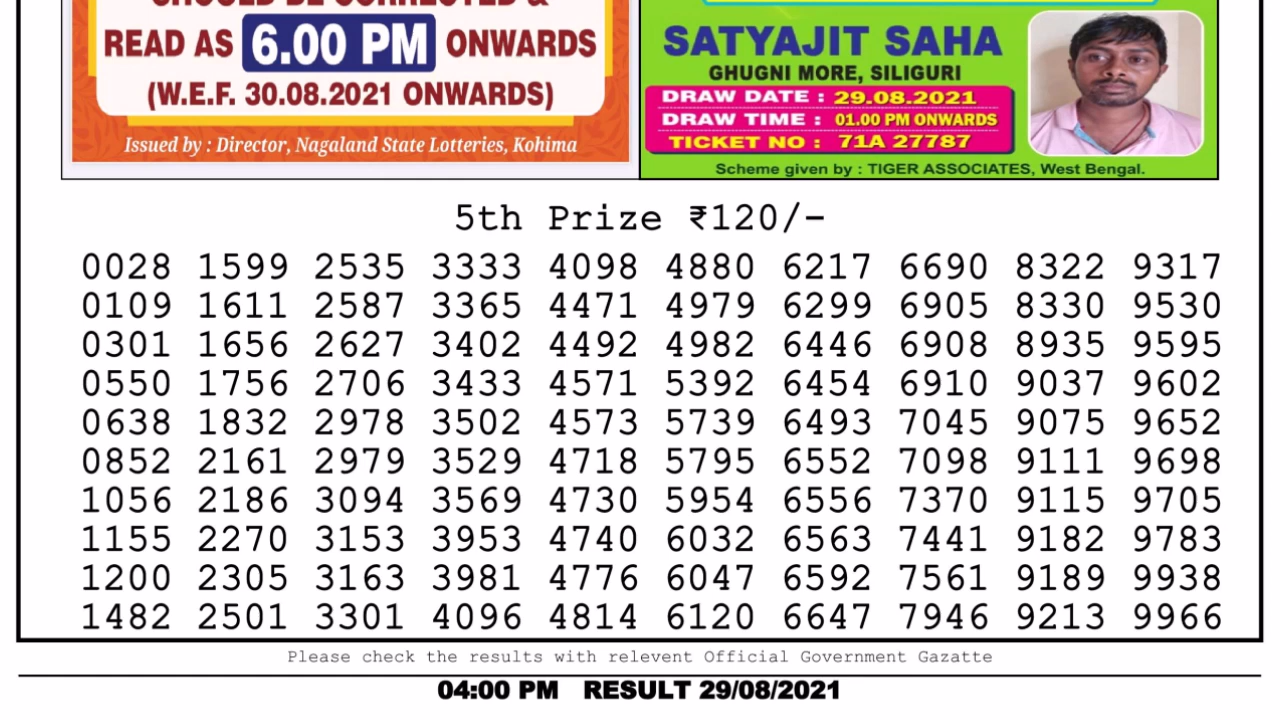 SHOULD BE CORRECTED &
READ AS 6.00 PM ONWARDS
(W.E.F. 30.08.2021 ONWARDS)
Issued by : Director, Nagaland State Lotteries, Kohima
SATYAJIT SAHA
GHUGNI MORE, SILIGURI
DRAW DATE : 29.08.2021
DRAW TIME : 01.00 PM ONWARDS
TICKET NO : 71A 27787
Scheme given by : TIGER ASSOCIATES, West Bengal.
5th Prize ₹120/-
0028 1599 2535 3333 4098 4880 6217 6690 8322 9317
0109 1611 2587 3365 4471 4979 6299 6905 8330 9530
0301 1656 2627 3402 4492 4982 6446 6908 8935 9595
0550 1756 2706 3433 4571 5392 6454 6910 9037 9602
0638 1832 2978 3502 4573 5739 6493 7045 9075 9652
0852 2161 2979 3529 4718 5795 6552 7098 9111 9698
1056 2186 3094 3569 4730 5954 6556 7370 9115 9705
1155 2270 3153 3953 4740 6032 6563 7441 9182 9783
1200 2305 3163 3981 4776 6047 6592 7561 9189 9938
1482 2501 3301 4096 4814 6120 6647 7946 9213 9966
Please check the results with relevent Official Government Gazatte
04:00 PM RESULT 29/08/2021